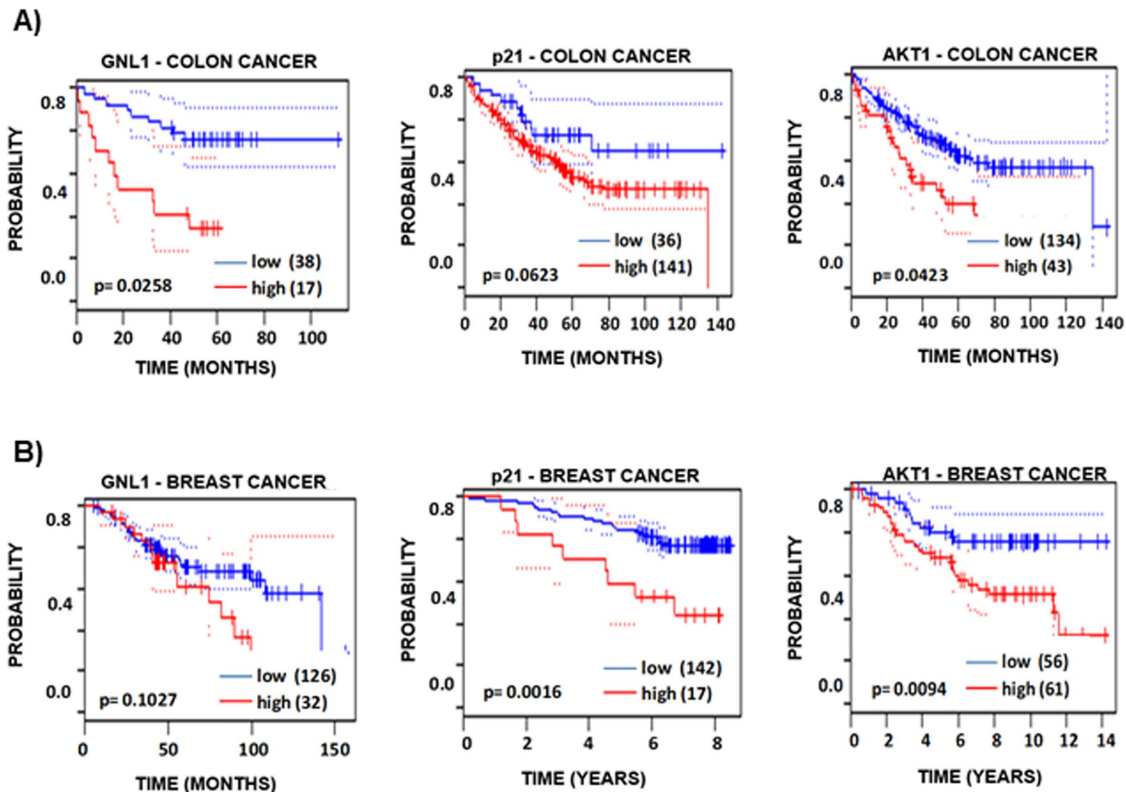 A)
GNL1 - COLON CANCER
PROBABILITY
0.8
0.4
0.0
low (38)
high (17)
p= 0.0258
0 20 40 60 80 100
TIME (MONTHS)
p21 - COLON CANCER
PROBABILITY
0.8
0.4
0.0
low (36)
high (141)
p= 0.0623
0 20 40 60 80 100 120 140
TIME (MONTHS)
AKT1 - COLON CANCER
PROBABILITY
0.8
0.4
0.0
low (134)
high (43)
p= 0.0423
0 20 40 60 80 100 120 140
TIME (MONTHS)
B)
GNL1 - BREAST CANCER
PROBABILITY
0.8
0.4
0.0
low (126)
high (32)
p= 0.1027
0 50 100 150
TIME (MONTHS)
p21 - BREAST CANCER
PROBABILITY
0.8
0.4
0.0
low (142)
high (17)
p= 0.0016
0 2 4 6 8
TIME (YEARS)
AKT1 - BREAST CANCER
PROBABILITY
0.8
0.4
0.0
low (56)
high (61)
p= 0.0094
0 2 4 6 8 10 12 14
TIME (YEARS)